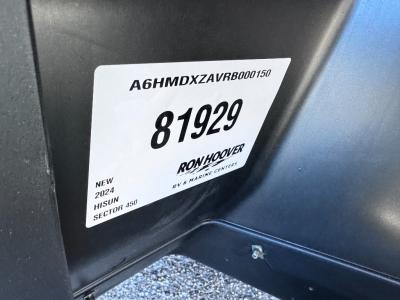 A6HMDXZAVRB000150
81929
RON HOOVER
RV & MARINE CENTERS
NEW
2024
HISUN
SECTOR 450